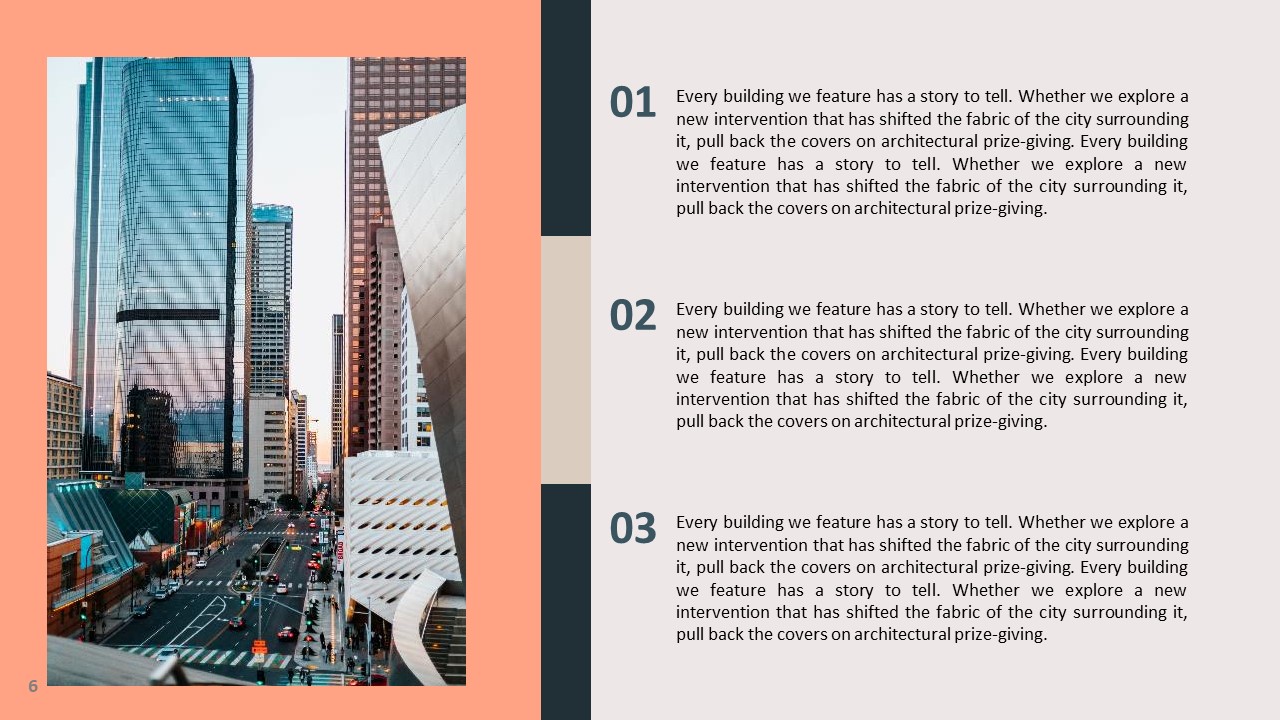 01
Every building we feature has a story to tell. Whether we explore a
new intervention that has shifted the fabric of the city surrounding
it, pull back the covers on architectural prize-giving. Every building
we feature has a story to tell. Whether we explore a new
intervention that has shifted the fabric of the city surrounding it,
pull back the covers on architectural prize-giving.
02
Every building we feature has a story to tell. Whether we explore a
new intervention that has shifted the fabric of the city surrounding
it, pull back the covers on architectural prize-giving. Every building
we feature has a story to tell. Whether we explore a new
intervention that has shifted the fabric of the city surrounding it,
pull back the covers on architectural prize-giving.
03
Every building we feature has a story to tell. Whether we explore a
new intervention that has shifted the fabric of the city surrounding
it, pull back the covers on architectural prize-giving. Every building
we feature has a story to tell. Whether we explore a new
intervention that has shifted the fabric of the city surrounding it,
pull back the covers on architectural prize-giving.
6